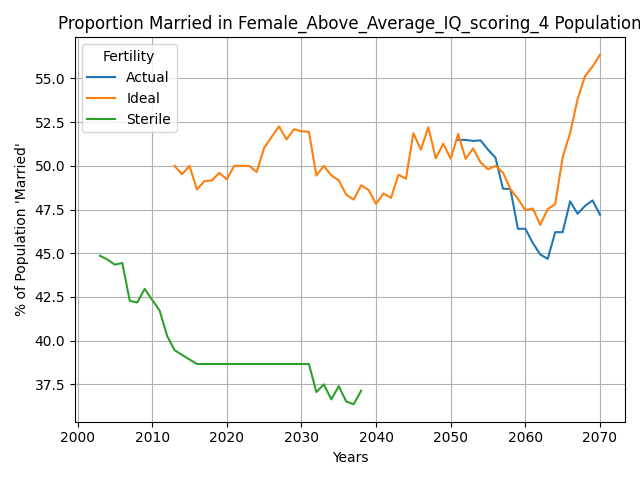 Proportion Married in Female_Above_Average_IQ_scoring_4 Population
Fertility
Actual
Ideal
Sterile
% of Population 'Married'
55.0
52.5
50.0
47.5
45.0
42.5
40.0
37.5
2000 2010 2020 2030 2040 2050 2060 2070
Years